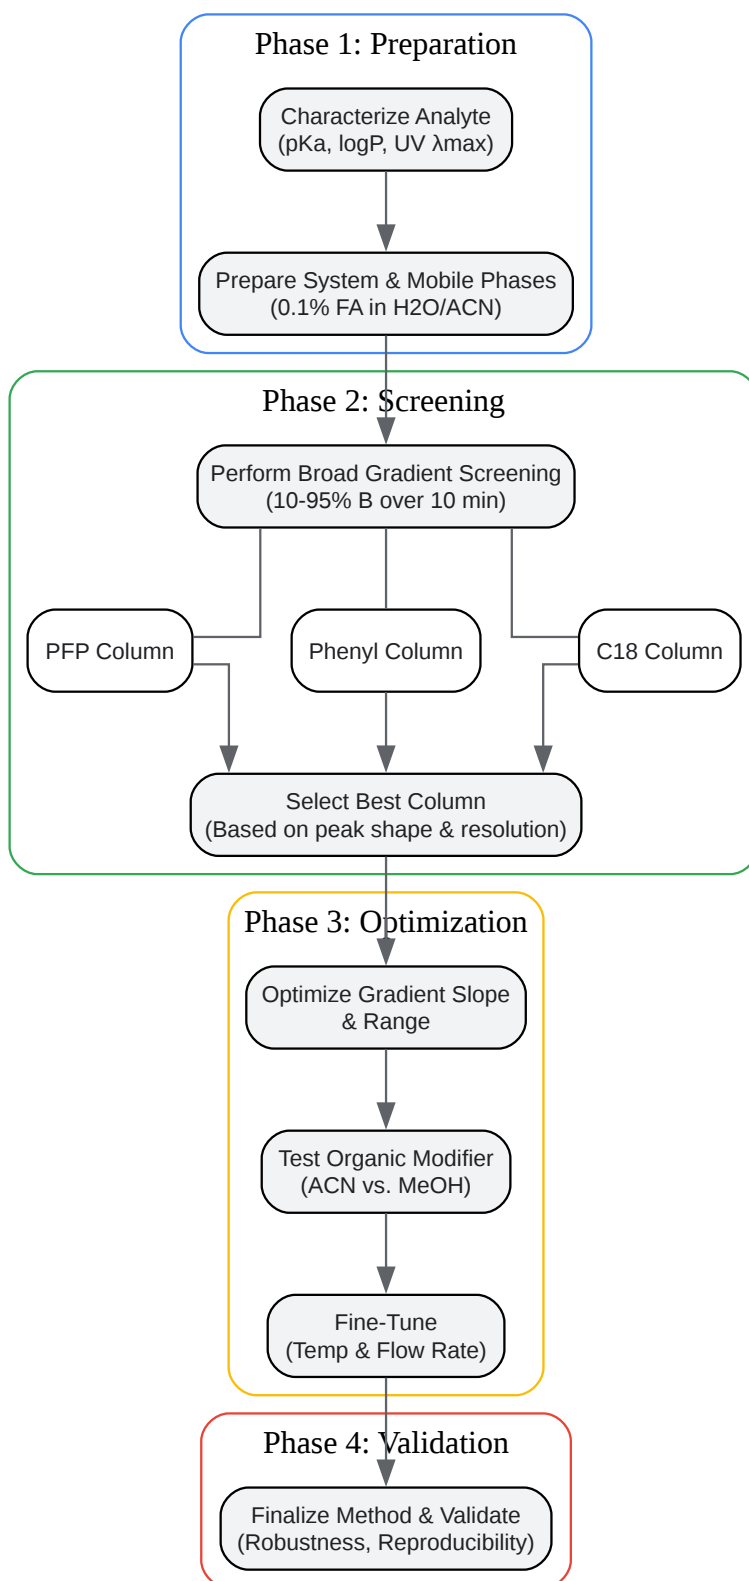 Phase 1: Preparation
Characterize Analyte
(pKa, logP, UV λmax)
Prepare System & Mobile Phases
(0.1% FA in H2O/ACN)
Phase 2: Screening
Perform Broad Gradient Screening
(10-95% B over 10 min)
PFP Column
Phenyl Column
C18 Column
Select Best Column
(Based on peak shape & resolution)
Phase 3: Optimization
Optimize Gradient Slope
& Range
Test Organic Modifier
(ACN vs. MeOH)
Fine-Tune
(Temp & Flow Rate)
Phase 4: Validation
Finalize Method & Validate
(Robustness, Reproducibility)